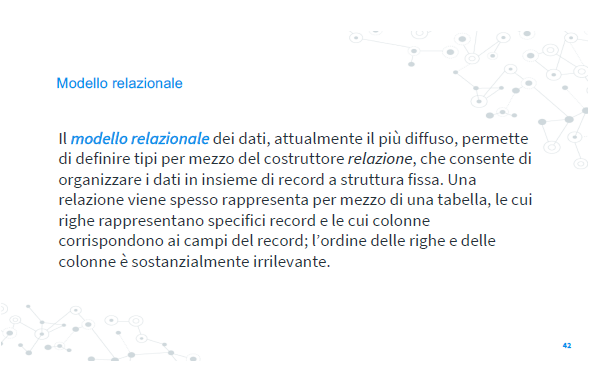 Modello relazionale
Il modello relazionale dei dati, attualmente il più diffuso, permette
di definire tipi per mezzo del costruttore relazione, che consente di
organizzare i dati in insieme di record a struttura fissa. Una
relazione viene spesso rappresenta per mezzo di una tabella, le cui
righe rappresentano specifici record e le cui colonne
corrispondono ai campi del record; l’ordine delle righe e delle
colonne è sostanzialmente irrilevante.
42